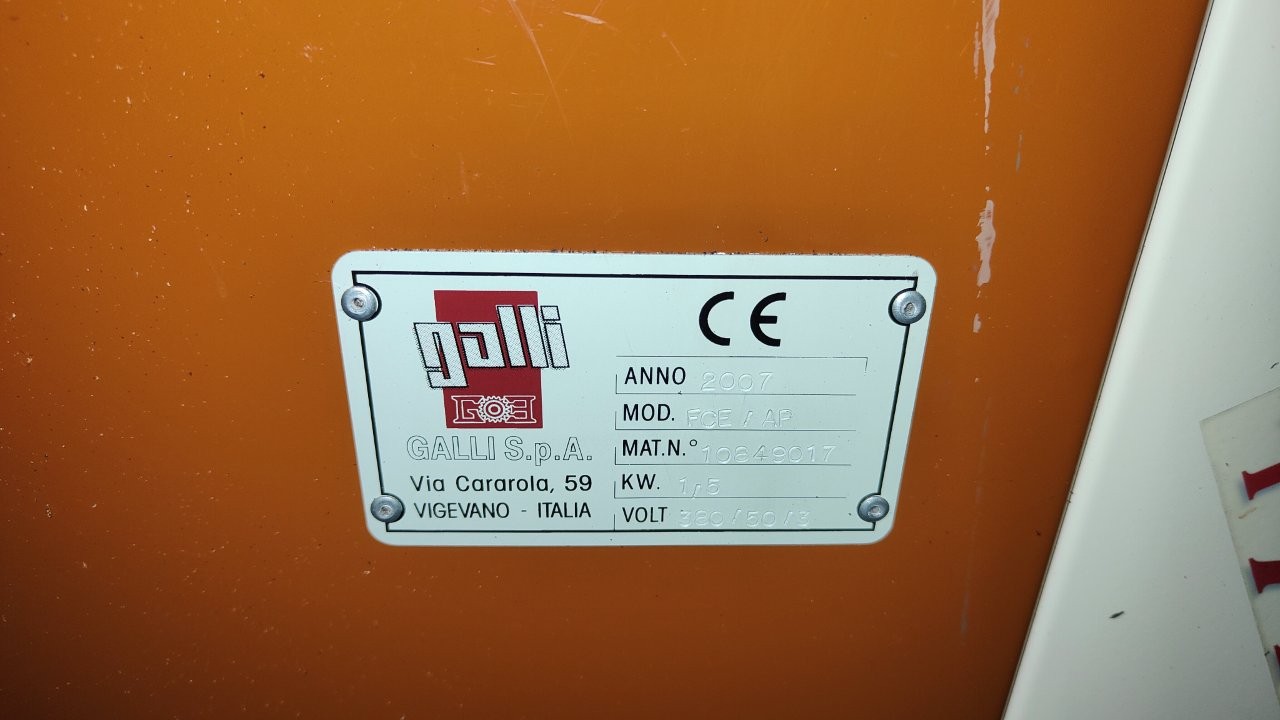 galli
GALLI S.p.A.
Via Cararola, 59
VIGEVANO - ITALIA
CE
ANNO 2007
MOD. FCE / AP
MAT.N.° 10849017
KW. 1,5
VOLT 380/50/3